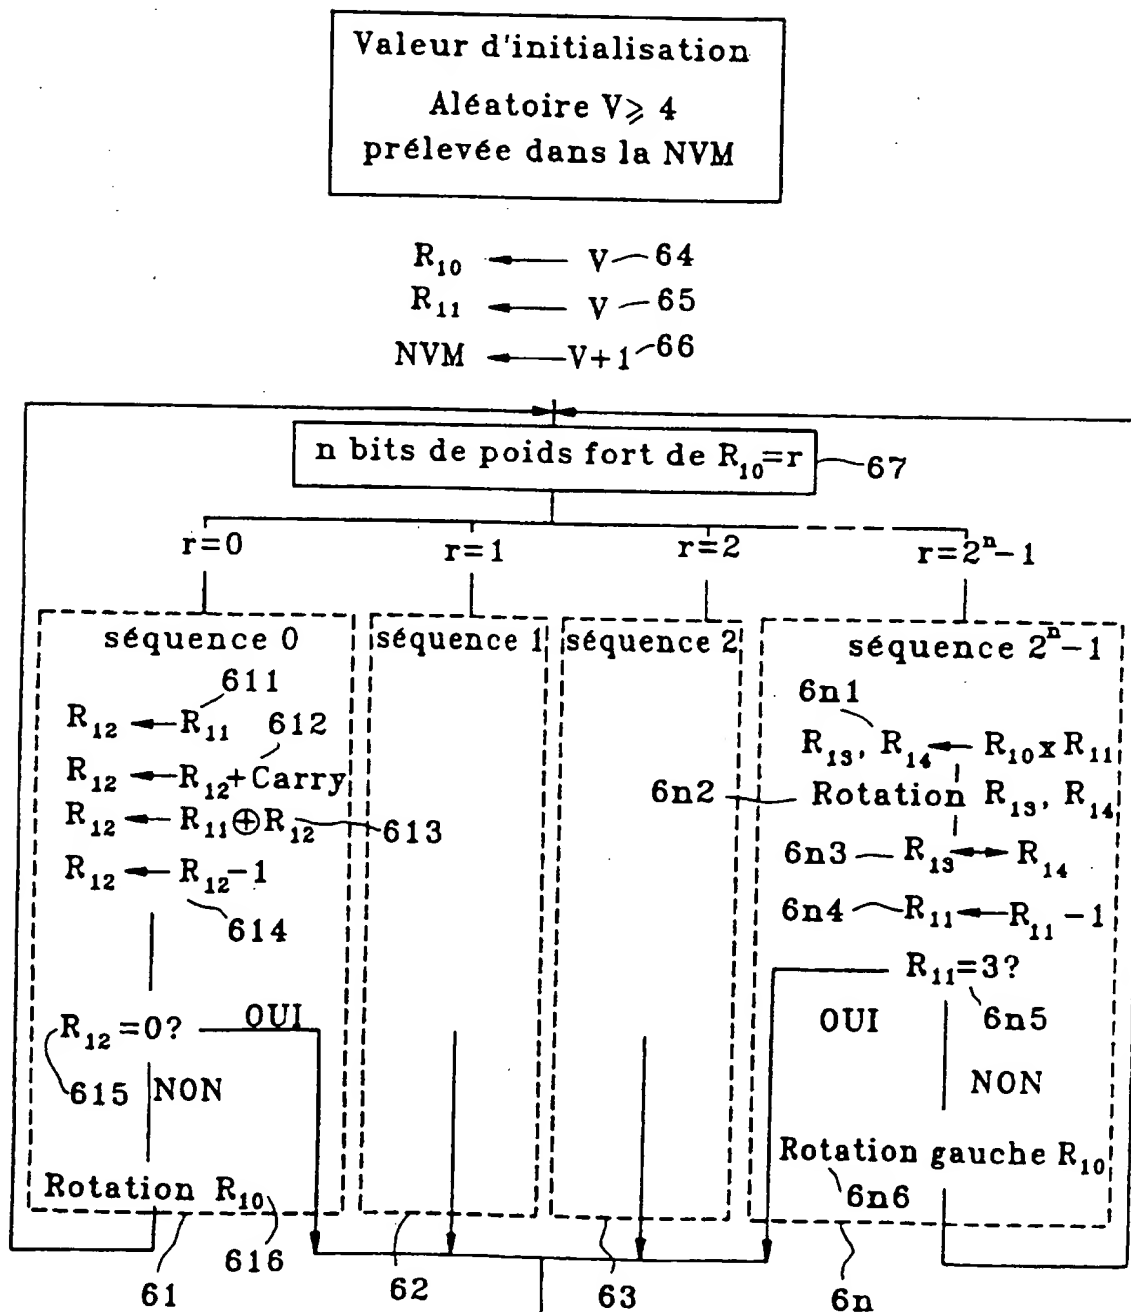 Valeur d'initialisation
Aléatoire V⩾ 4
prélevée dans la NVM
R₁₀ ← V 64
R₁₁ ← V 65
NVM ← V+1 66
n bits de poids fort de R₁₀=r 67
r=0 r=1 r=2 r=2ⁿ-1
séquence 0 séquence 1 séquence 2 séquence 2ⁿ-1
611
R₁₂ ← R₁₁
612
R₁₂ ← R₁₂+Carry
R₁₂ ← R₁₁⊕R₁₂ 613
R₁₂ ← R₁₂-1
614
R₁₂=0? OUI
615 NON
Rotation R₁₀
616
6n1
R₁₃, R₁₄ ← R₁₀xR₁₁
6n2 Rotation R₁₃, R₁₄
6n3 R₁₃ ↔ R₁₄
6n4 R₁₁ ← R₁₁-1
R₁₁=3?
OUI 6n5
NON
Rotation gauche R₁₀
6n6
61 62 63 6n